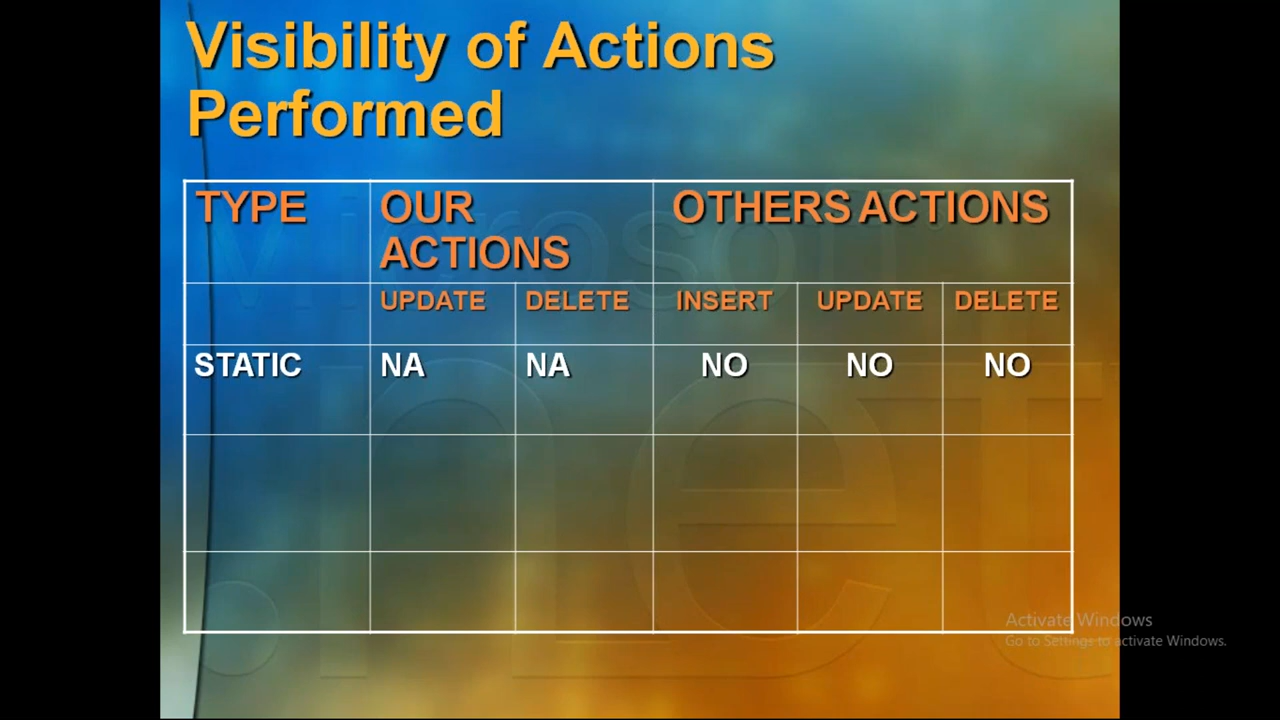 Visibility of Actions
Performed
TYPE OUR OTHERS ACTIONS
ACTIONS
UPDATE DELETE INSERT UPDATE DELETE
STATIC NA NA NO NO NO
Activate Windows
Go to Settings to activate Windows.
.net